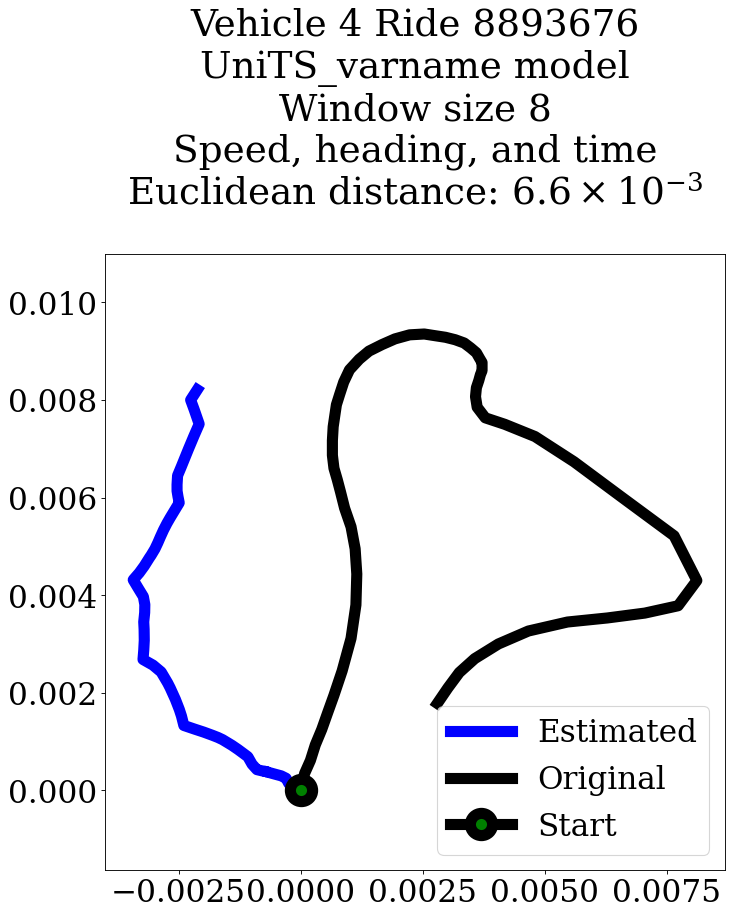 Vehicle 4 Ride 8893676
UniTS_varname model
Window size 8
Speed, heading, and time
Euclidean distance: 6.6 × 10⁻³
0.010
0.008
0.006
0.004
0.002
0.000
Estimated
Original
Start
−0.0025 0.0000 0.0025 0.0050 0.0075